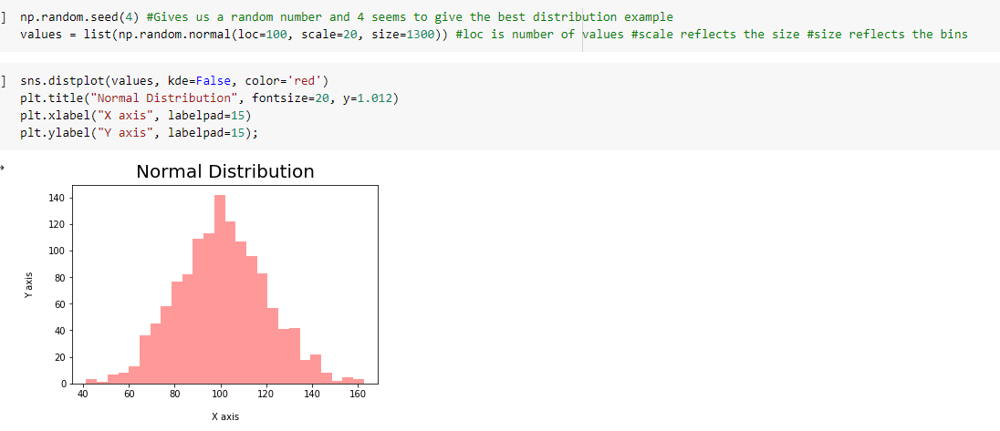 ] np.random.seed(4) #Gives us a random number and 4 seems to give the best distribution example
values = list(np.random.normal(loc=100, scale=20, size=1300)) #loc is number of values #scale reflects the size #size reflects the bins
] sns.distplot(values, kde=False, color='red')
plt.title("Normal Distribution", fontsize=20, y=1.012)
plt.xlabel("X axis", labelpad=15)
plt.ylabel("Y axis", labelpad=15);
Normal Distribution
140
120
100
80
60
40
20
0
Y axis
40 60 80 100 120 140 160
X axis